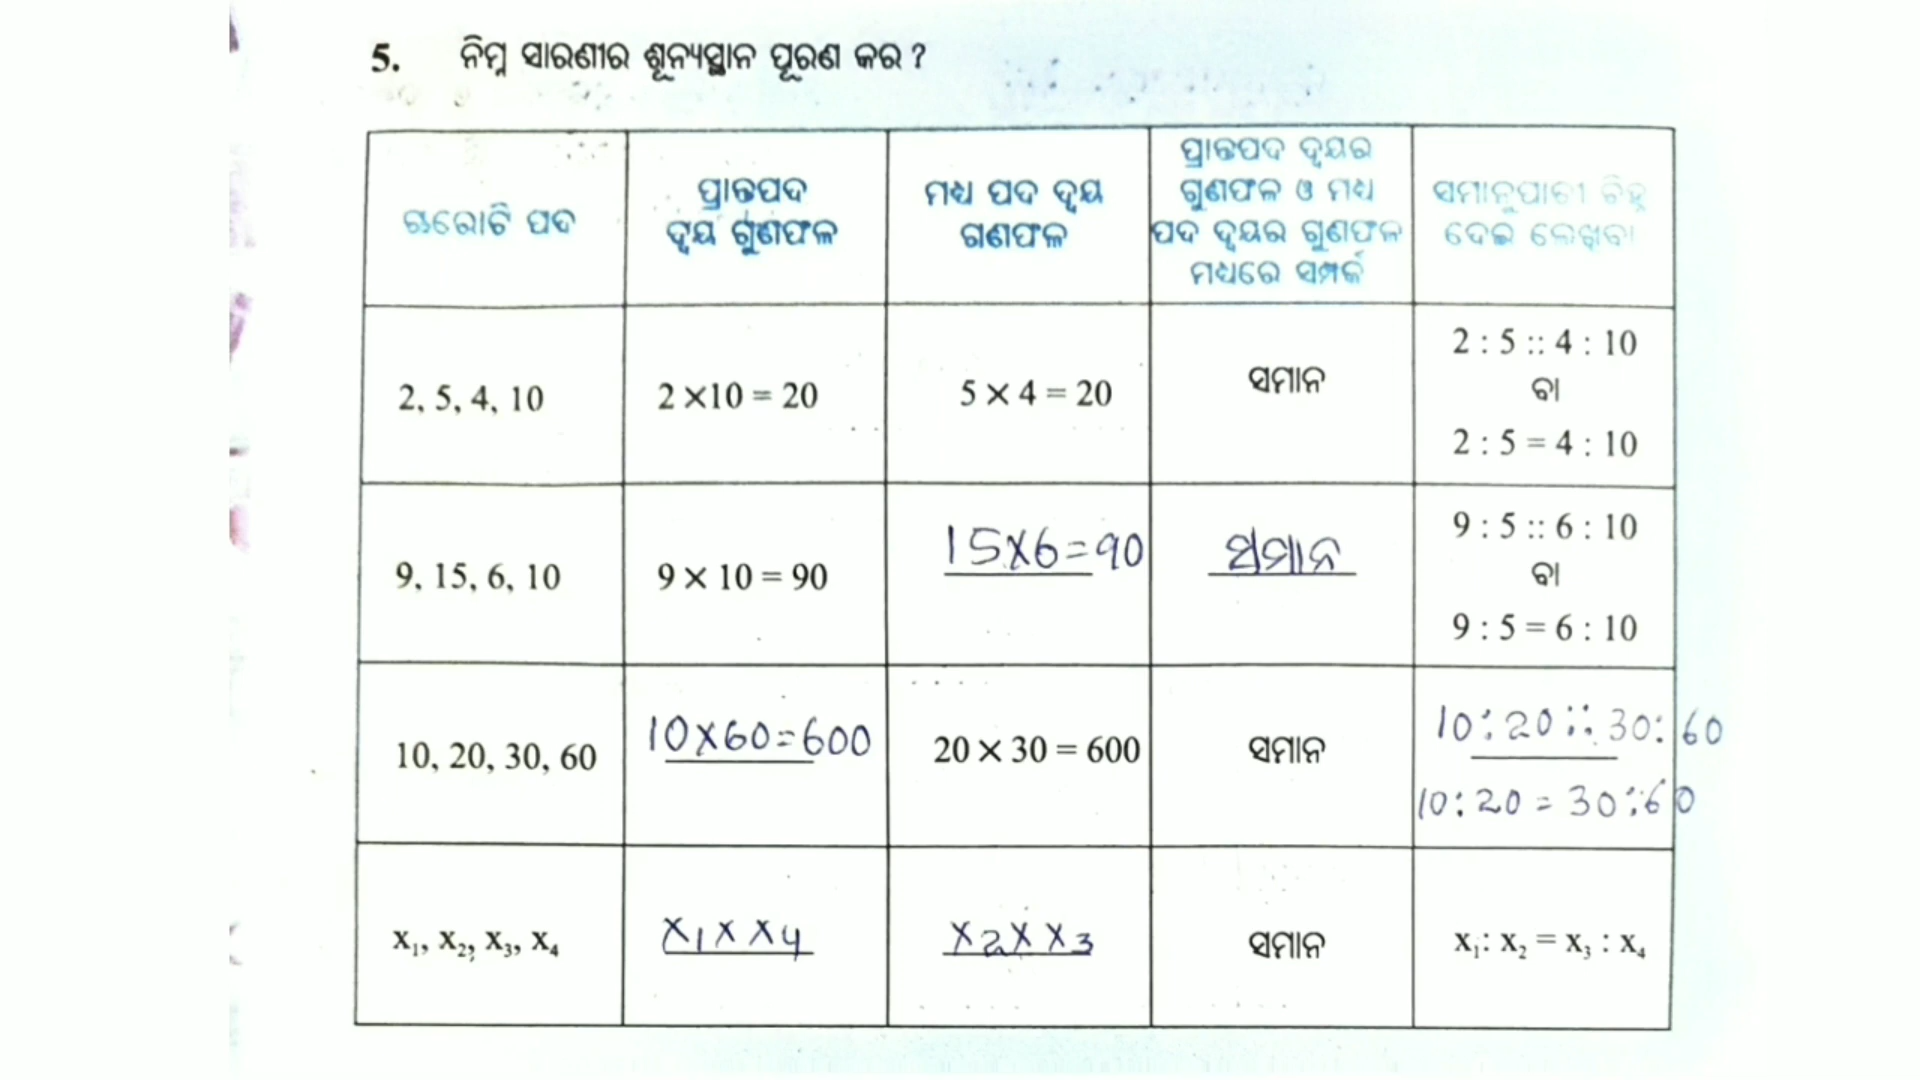 5. ନିମ୍ନ ସାରଣୀର ଶୂନ୍ୟସ୍ଥାନ ପୂରଣ କର ?
ଚାରୋଟି ପଦ
ପ୍ରାନ୍ତପଦ
ଦ୍ୱୟ ଗୁଣଫଳ
ମଧ୍ୟ ପଦ ଦ୍ୱୟ
ଗଣଫଳ
ପ୍ରାନ୍ତପଦ ଦ୍ୱୟର
ଗୁଣଫଳ ଓ ମଧ୍ୟ
ପଦ ଦ୍ୱୟର ଗୁଣଫଳ
ମଧ୍ୟରେ ସମ୍ପର୍କ
ସମାନୁପାତୀ ଚିହ୍ନ
ଦେଇ ଲେଖିବା
2, 5, 4, 10
2 ×10 = 20
5 × 4 = 20
ସମାନ
2 : 5 :: 4 : 10
ବା
2 : 5 = 4 : 10
9, 15, 6, 10
9 × 10 = 90
15×6=90
ସମାନ
9 : 5 :: 6 : 10
ବା
9 : 5 = 6 : 10
10, 20, 30, 60
10×60=600
20 × 30 = 600
ସମାନ
10:20::30:60
10:20=30:60
x₁, x₂, x₃, x₄
x₁ × x₄
x₂ × x₃
ସମାନ
x₁: x₂ = x₃ : x₄